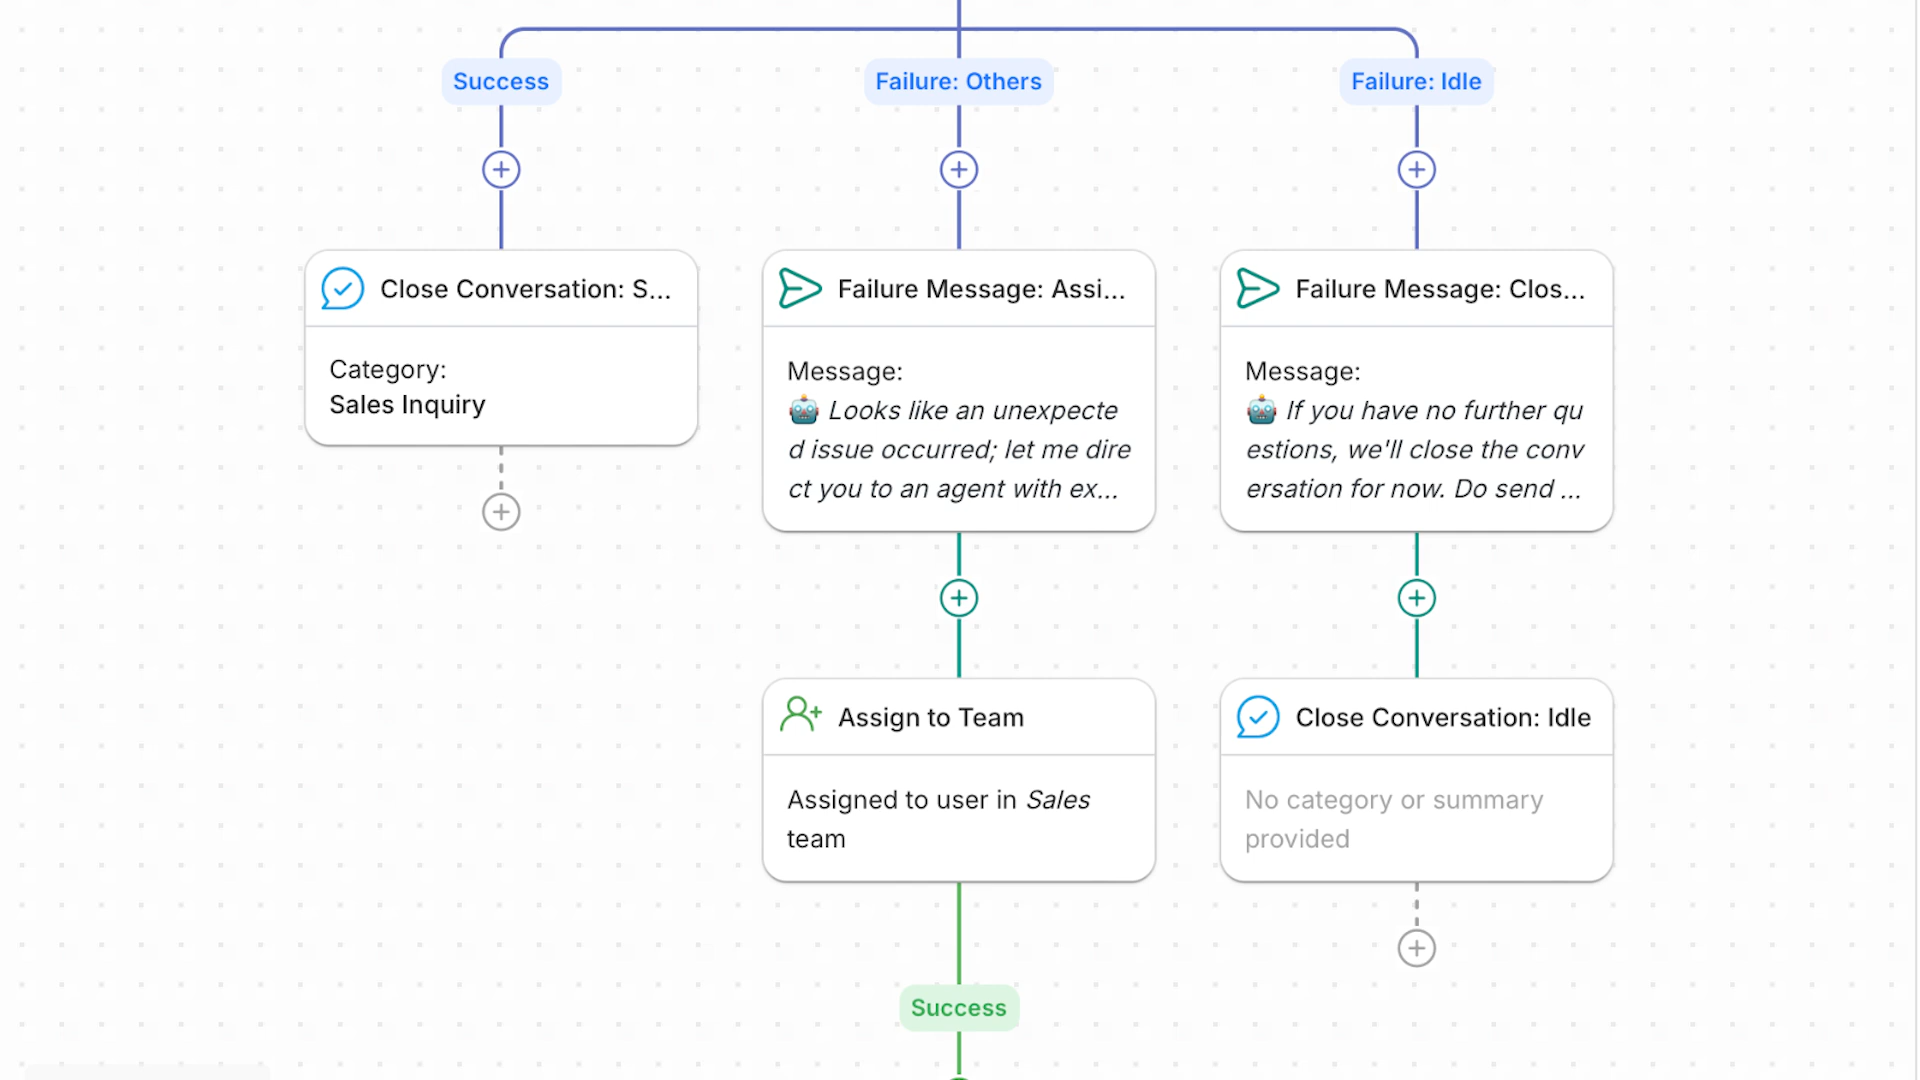 Success
Failure: Others
Failure: Idle
Close Conversation: S...
Category:
Sales Inquiry
Failure Message: Assi...
Message:
🤖 Looks like an unexpecte
d issue occurred; let me dire
ct you to an agent with ex...
Failure Message: Clos...
Message:
🤖 If you have no further qu
estions, we'll close the conv
ersation for now. Do send ...
Assign to Team
Assigned to user in Sales
team
Close Conversation: Idle
No category or summary
provided
Success